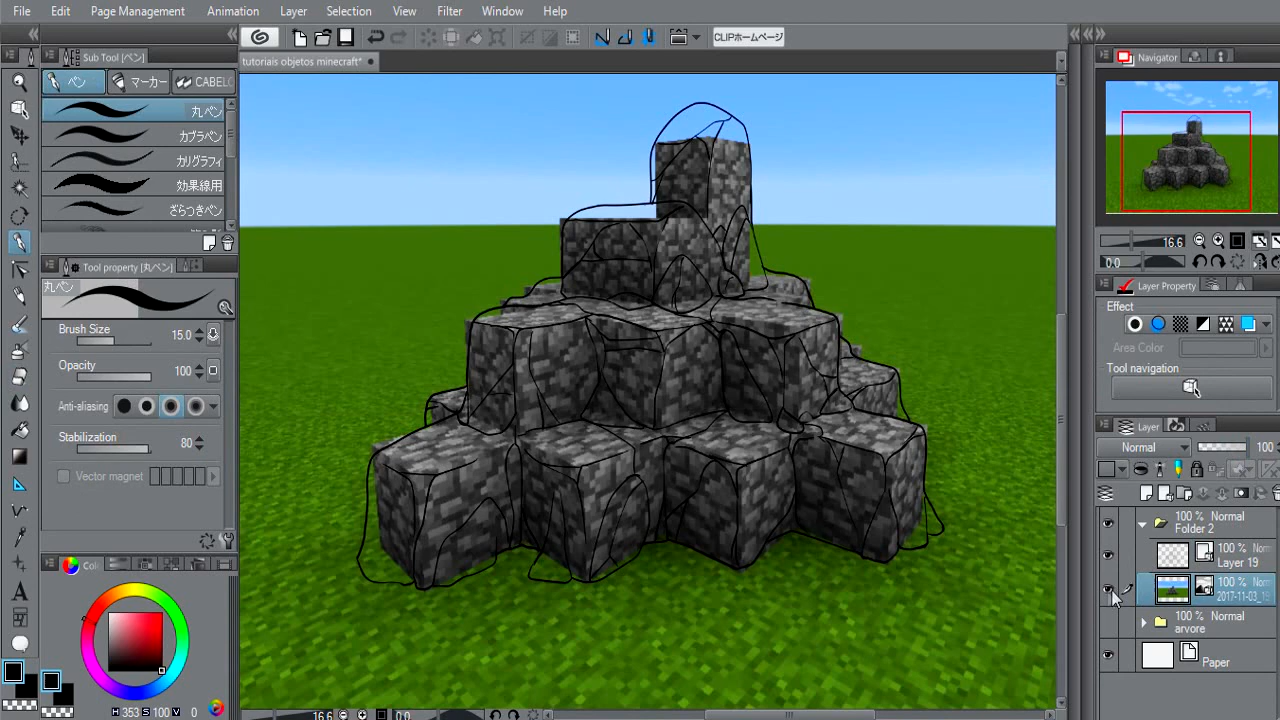 File Edit Page Management Animation Layer Selection View Filter Window Help
CLIPホームページ
Sub Tool [ペン]
tutoriais objetos minecraft*
Navigator
ペン マーカー
丸ペン
カブラペン
カリグラフィ
効果線用
ざらつきペン
16.6
0.0
Tool property [丸ペン]
丸ペン
Layer Property
Effect
Brush Size 15.0
Area Color
Opacity 100
Tool navigation
Anti-aliasing
Stabilization 80
Layer
Normal 100
Vector magnet
100 % Normal
Folder 2
100 %
Layer 19
100 %
100 % Normal
arvore
Paper
H 353 S 100 V 0
16.6 0.0